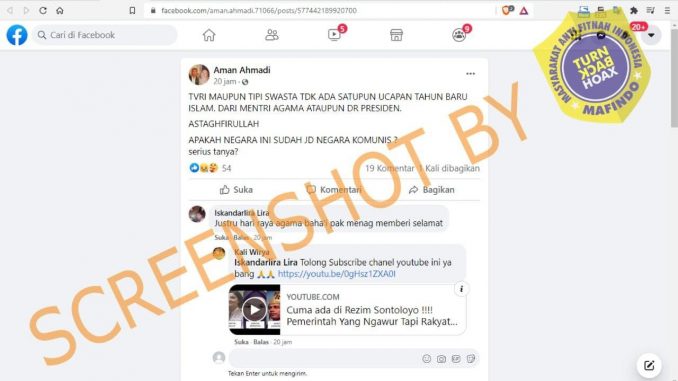 facebook.com/aman.ahmadi.71066/posts/577442189920700
Cari di Facebook
5
9
20+
MASYARAKAT ANTI FITNAH INDONESIA
TURN BACK HOAX
MAFINDO
Aman Ahmadi
20 jam
TVRI MAUPUN TIPI SWASTA TDK ADA SATUPUN UCAPAN TAHUN BARU
ISLAM. DARI MENTRI AGAMA ATAUPUN DR PRESIDEN.
ASTAGHFIRULLAH
APAKAH NEGARA INI SUDAH JD NEGARA KOMUNIS ?
serius tanya?
54
19 Komentar 1 Kali dibagikan
Suka Komentari Bagikan
Iskandarlira Lira
Justru hari raya agama baha'i pak menag memberi selamat
Suka · Balas · 20 jam
Kali Wirya
Iskandarlira Lira Tolong Subscribe chanel youtube ini ya
bang https://youtu.be/0gHsz1ZXA0I
YOUTUBE.COM
Cuma ada di Rezim Sontoloyo !!!!
Pemerintah Yang Ngawur Tapi Rakyat...
Suka · Balas · 20 jam
Tekan Enter untuk mengirim.
SCREENSHOT BY